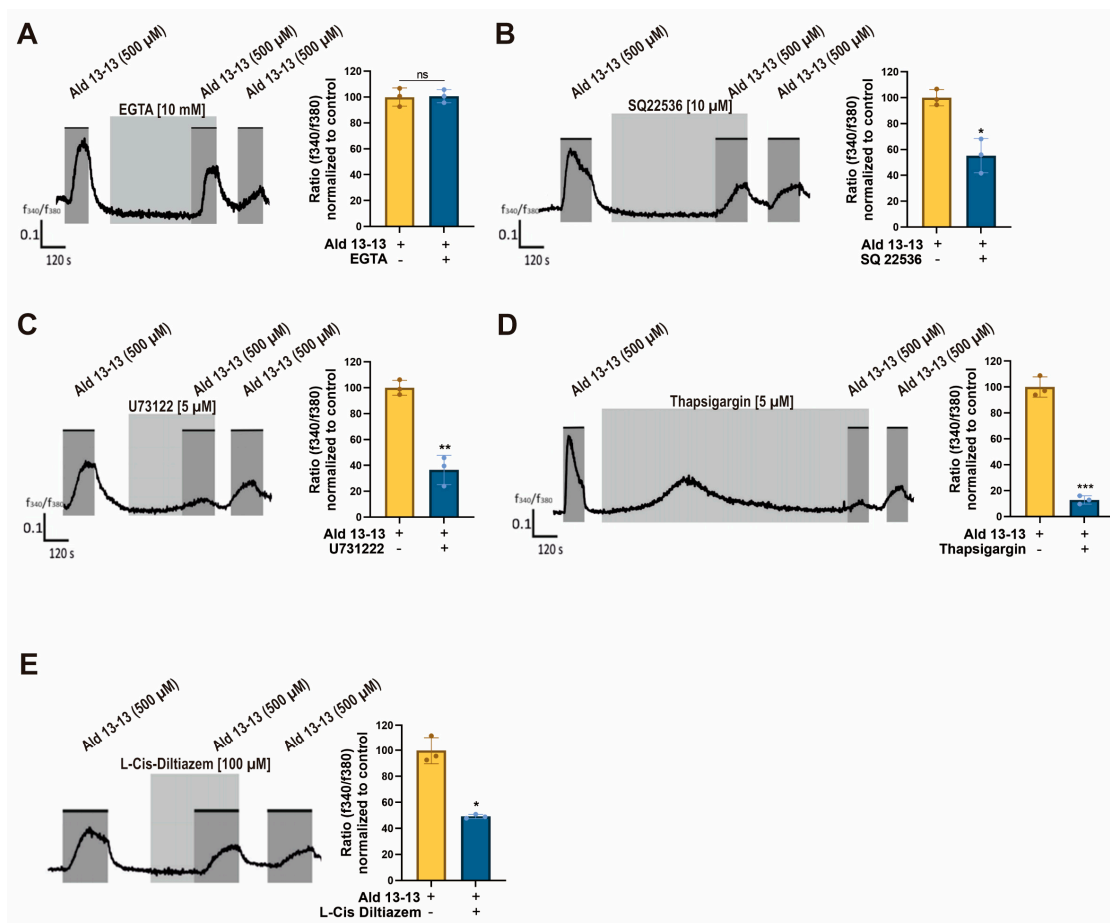 A
Ald 13-13 (500 µM)
Ald 13-13 (500 µM)
Ald 13-13 (500 µM)
EGTA [10 mM]
f340/f380
0.1
120 s
Ratio (f340/f380)
normalized to control
120
100
80
60
40
20
0
ns
Ald 13-13 + +
EGTA - +
B
Ald 13-13 (500 µM)
Ald 13-13 (500 µM)
Ald 13-13 (500 µM)
SQ22536 [10 µM]
f340/f380
0.1
120 s
Ratio (f340/f380)
normalized to control
120
100
80
60
40
20
0
*
Ald 13-13 + +
SQ 22536 - +
C
Ald 13-13 (500 µM)
Ald 13-13 (500 µM)
Ald 13-13 (500 µM)
U73122 [5 µM]
f340/f380
0.1
120 s
Ratio (f340/f380)
normalized to control
120
100
80
60
40
20
0
**
Ald 13-13 + +
U731222 - +
D
Ald 13-13 (500 µM)
Ald 13-13 (500 µM)
Ald 13-13 (500 µM)
Thapsigargin [5 µM]
f340/f380
0.1
120 s
Ratio (f340/f380)
normalized to control
120
100
80
60
40
20
0
***
Ald 13-13 + +
Thapsigargin - +
E
Ald 13-13 (500 µM)
Ald 13-13 (500 µM)
Ald 13-13 (500 µM)
L-Cis-Diltiazem [100 µM]
Ratio (f340/f380)
normalized to control
120
100
80
60
40
20
0
*
Ald 13-13 + +
L-Cis Diltiazem - +